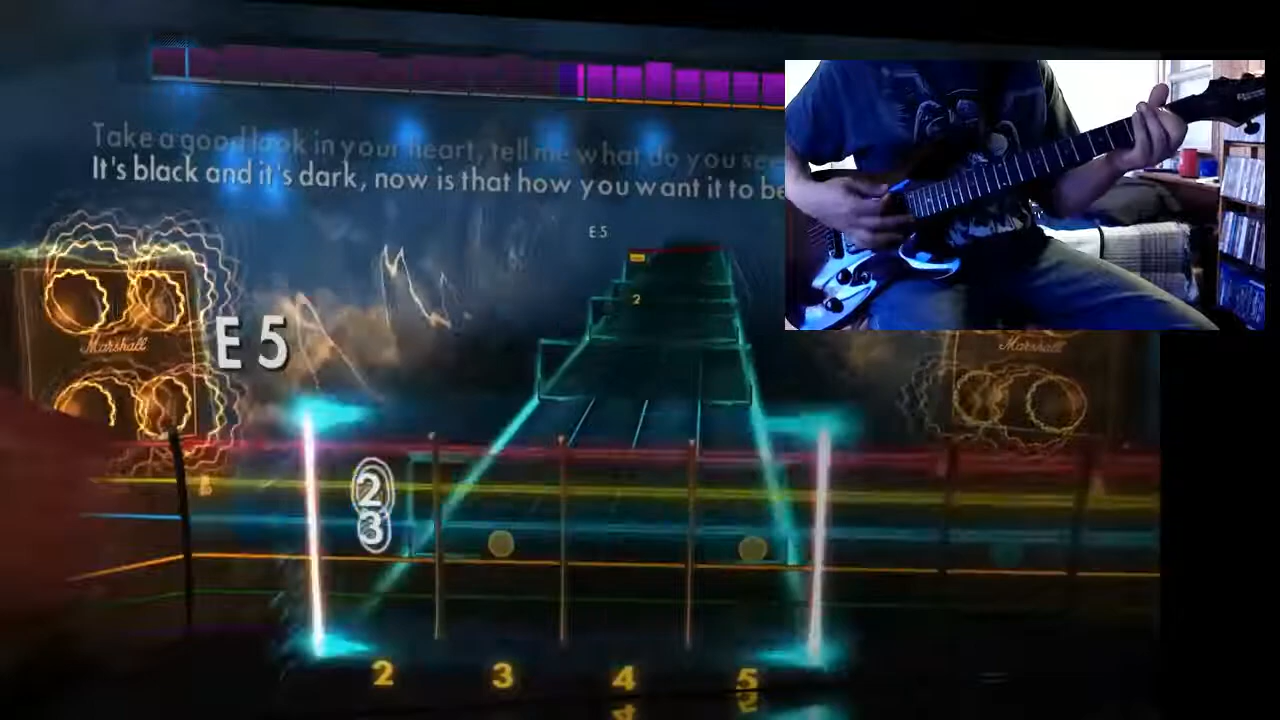 Take a good look in your heart, tell me what do you see
It's black and it's dark, now is that how you want it to be
E 5
2
E 5
Marshall
Marshall
2
3
2
3
4
5